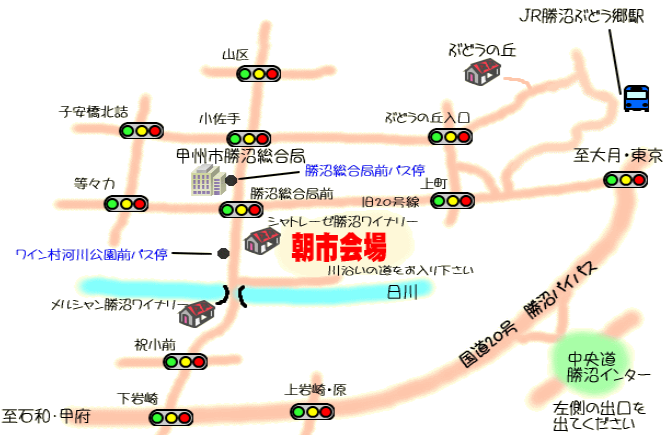 JR勝沼ぶどう郷駅
山区
ぶどうの丘
子安橋北詰
小佐手
ぶどうの丘入口
甲州市勝沼総合局
至大月・東京
勝沼総合局前バス停
等々力
勝沼総合局前
旧20号線
上町
シャトレーゼ勝沼ワイナリー
朝市会場
ワイン村河川公園前バス停
川沿いの道をお入り下さい
日川
メルシャン勝沼ワイナリー
国道20号 勝沼バイパス
祝小前
中央道
勝沼インター
下岩崎
上岩崎・原
至石和・甲府
左側の出口を
出てください